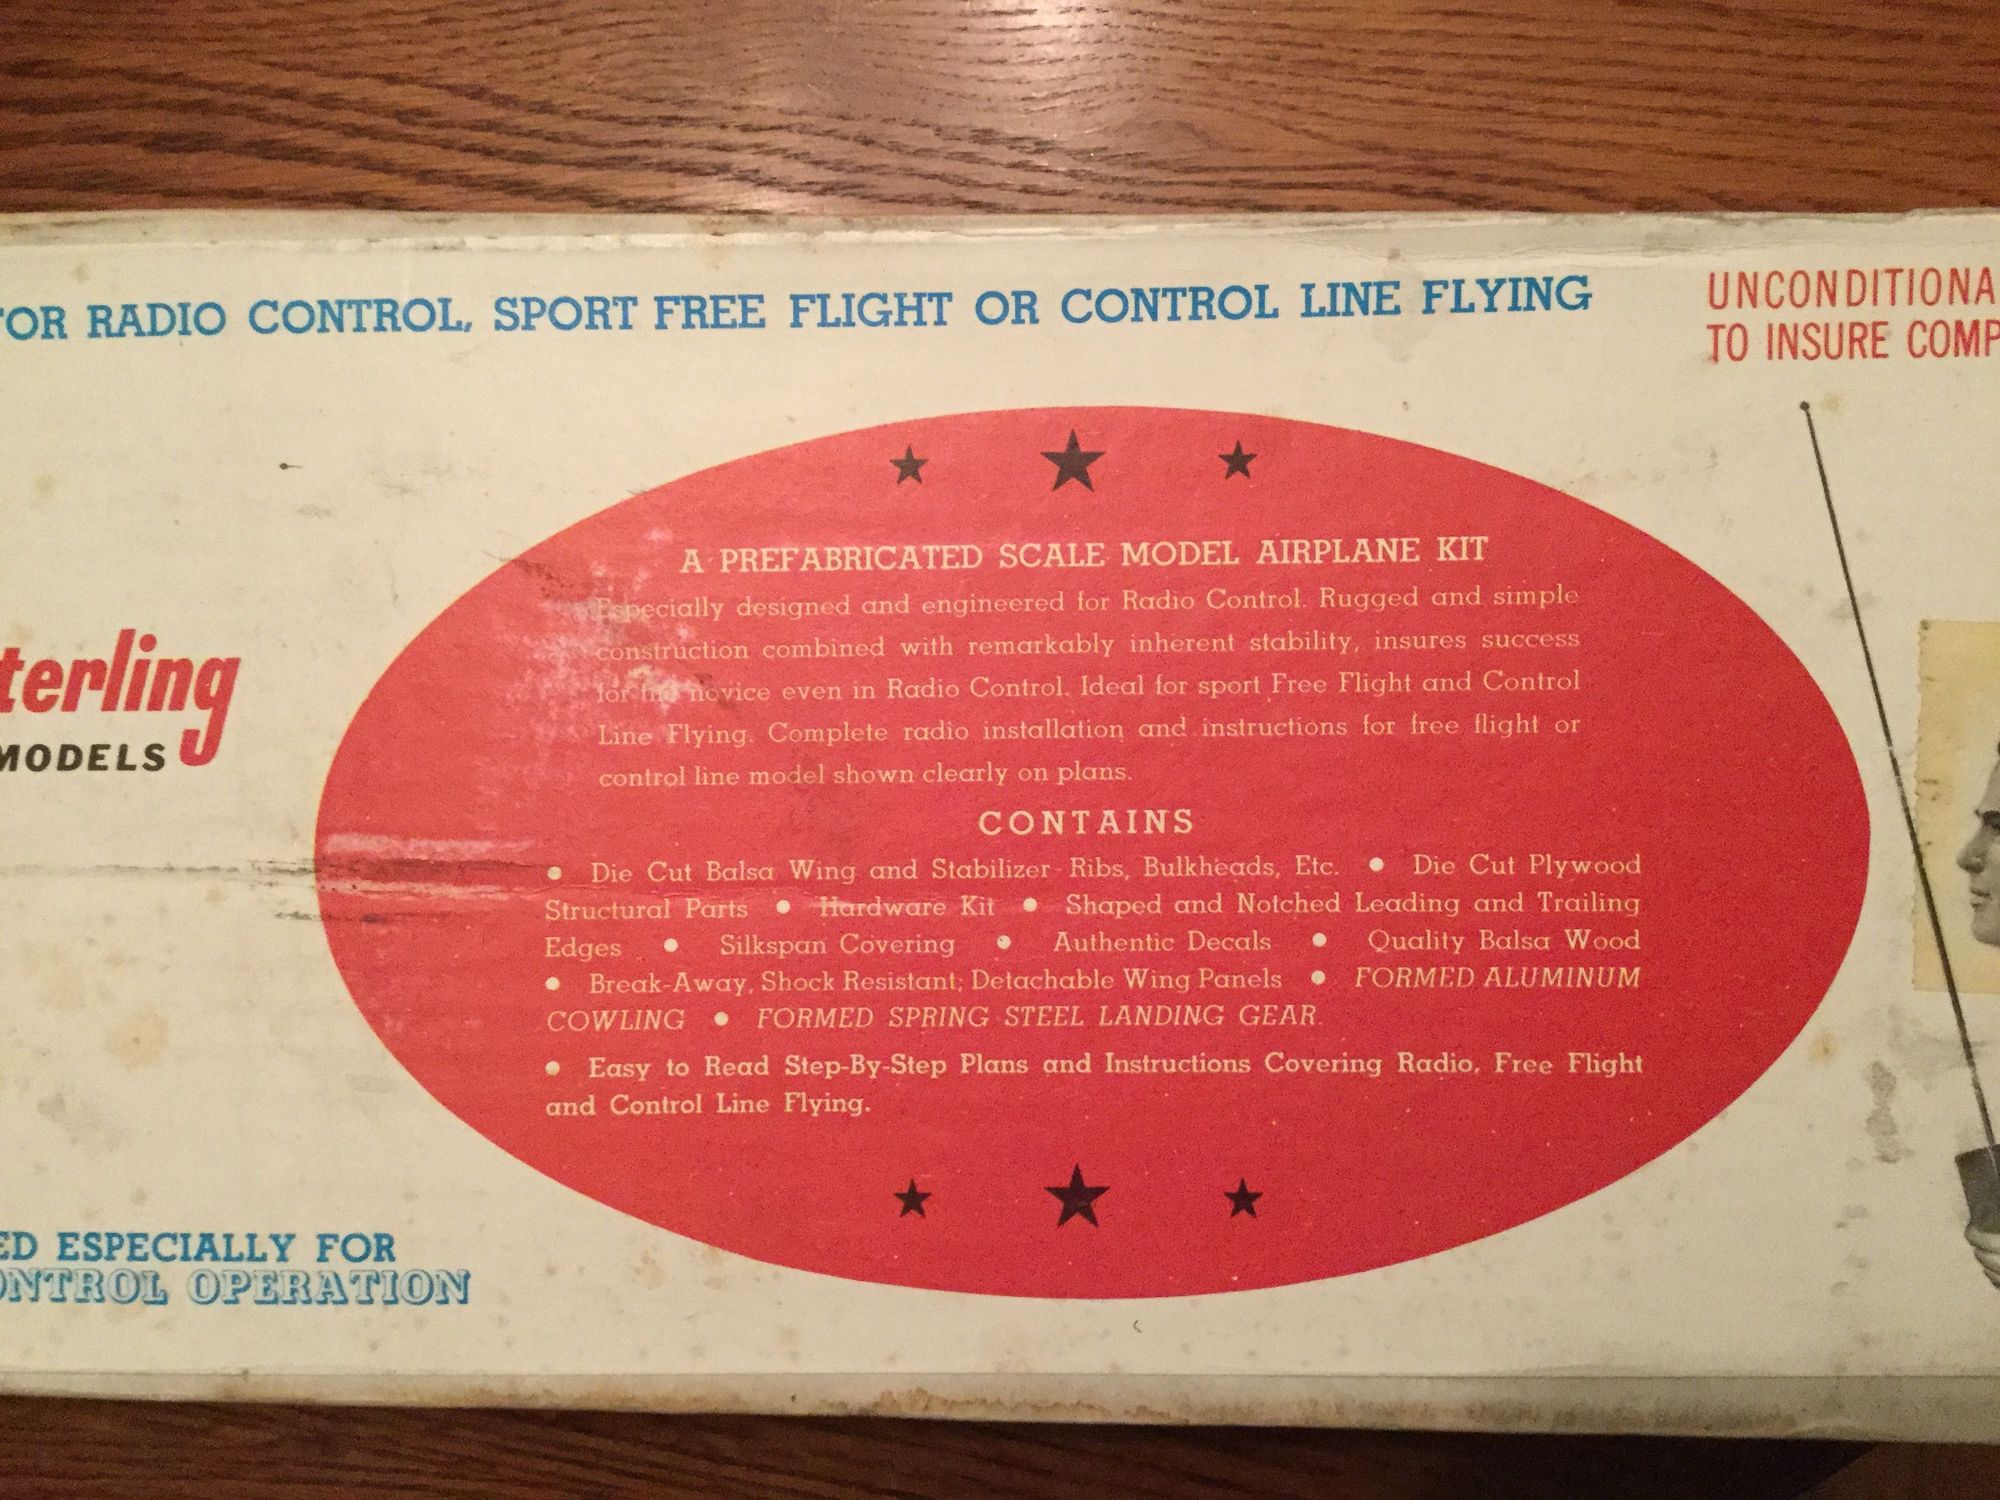 FOR RADIO CONTROL, SPORT FREE FLIGHT OR CONTROL LINE FLYING
UNCONDITIONA
TO INSURE COMP
A PREFABRICATED SCALE MODEL AIRPLANE KIT
Especially designed and engineered for Radio Control. Rugged and simple
construction combined with remarkably inherent stability, insures success
for the novice even in Radio Control. Ideal for sport Free Flight and Control
Line Flying. Complete radio installation and instructions for free flight or
control line model shown clearly on plans.
terling
MODELS
CONTAINS
• Die Cut Balsa Wing and Stabilizer Ribs, Bulkheads, Etc. • Die Cut Plywood
Structural Parts • Hardware Kit • Shaped and Notched Leading and Trailing
Edges • Silkspan Covering • Authentic Decals • Quality Balsa Wood
• Break-Away, Shock Resistant; Detachable Wing Panels • FORMED ALUMINUM
COWLING • FORMED SPRING STEEL LANDING GEAR.
• Easy to Read Step-By-Step Plans and Instructions Covering Radio, Free Flight
and Control Line Flying.
ED ESPECIALLY FOR
ONTROL OPERATION